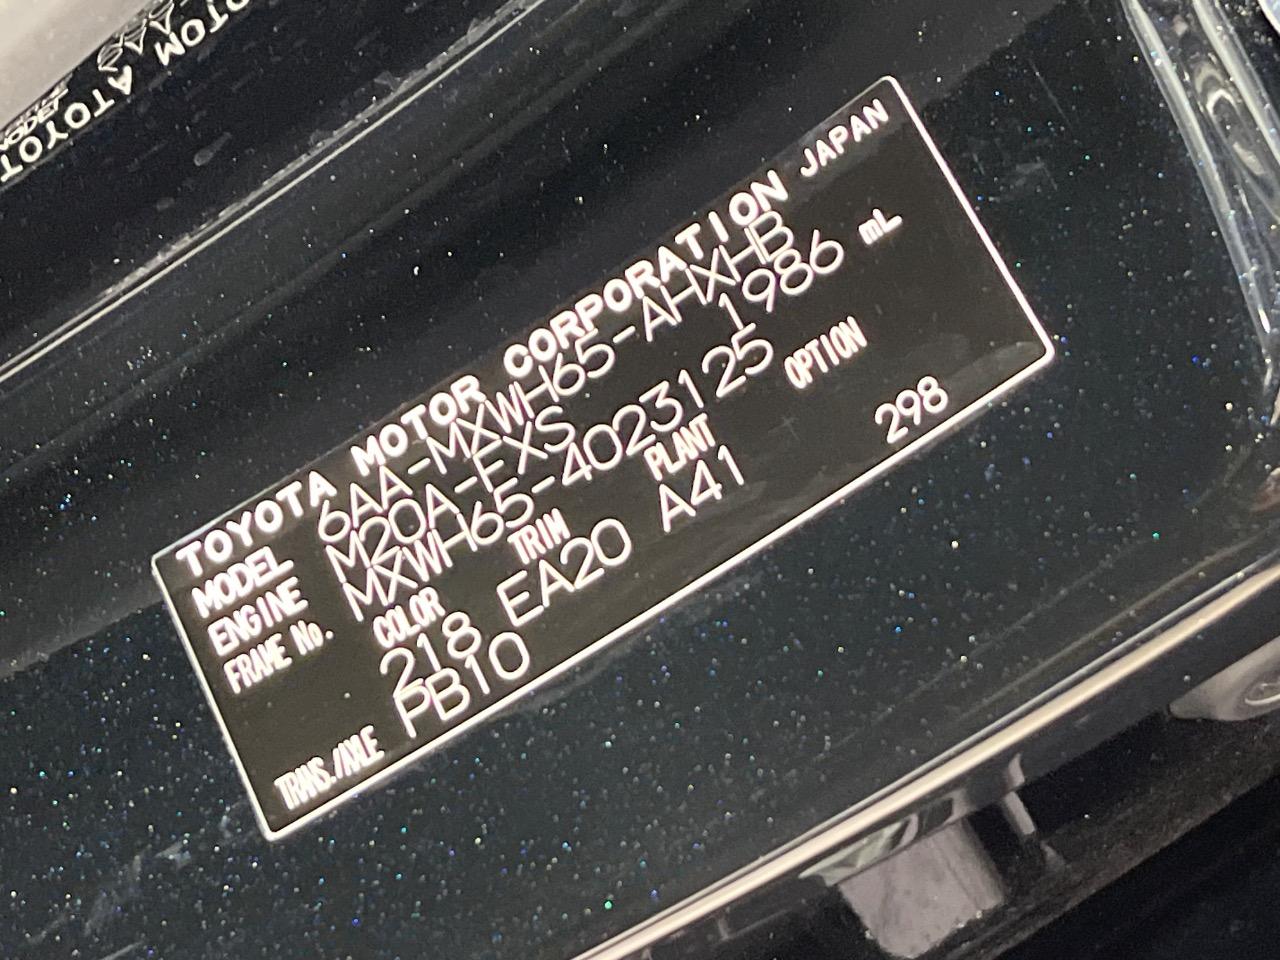 TOYOTA MOTOR CORPORATION JAPAN
MODEL 6AA-MXWH65-AHXHB
ENGINE M20A-FXS 1986 mL
FRAME No. MXWH65-4023125
COLOR TRIM PLANT OPTION
218 EA20 A41 298
TRANS./AXLE PB10
ATOYOT